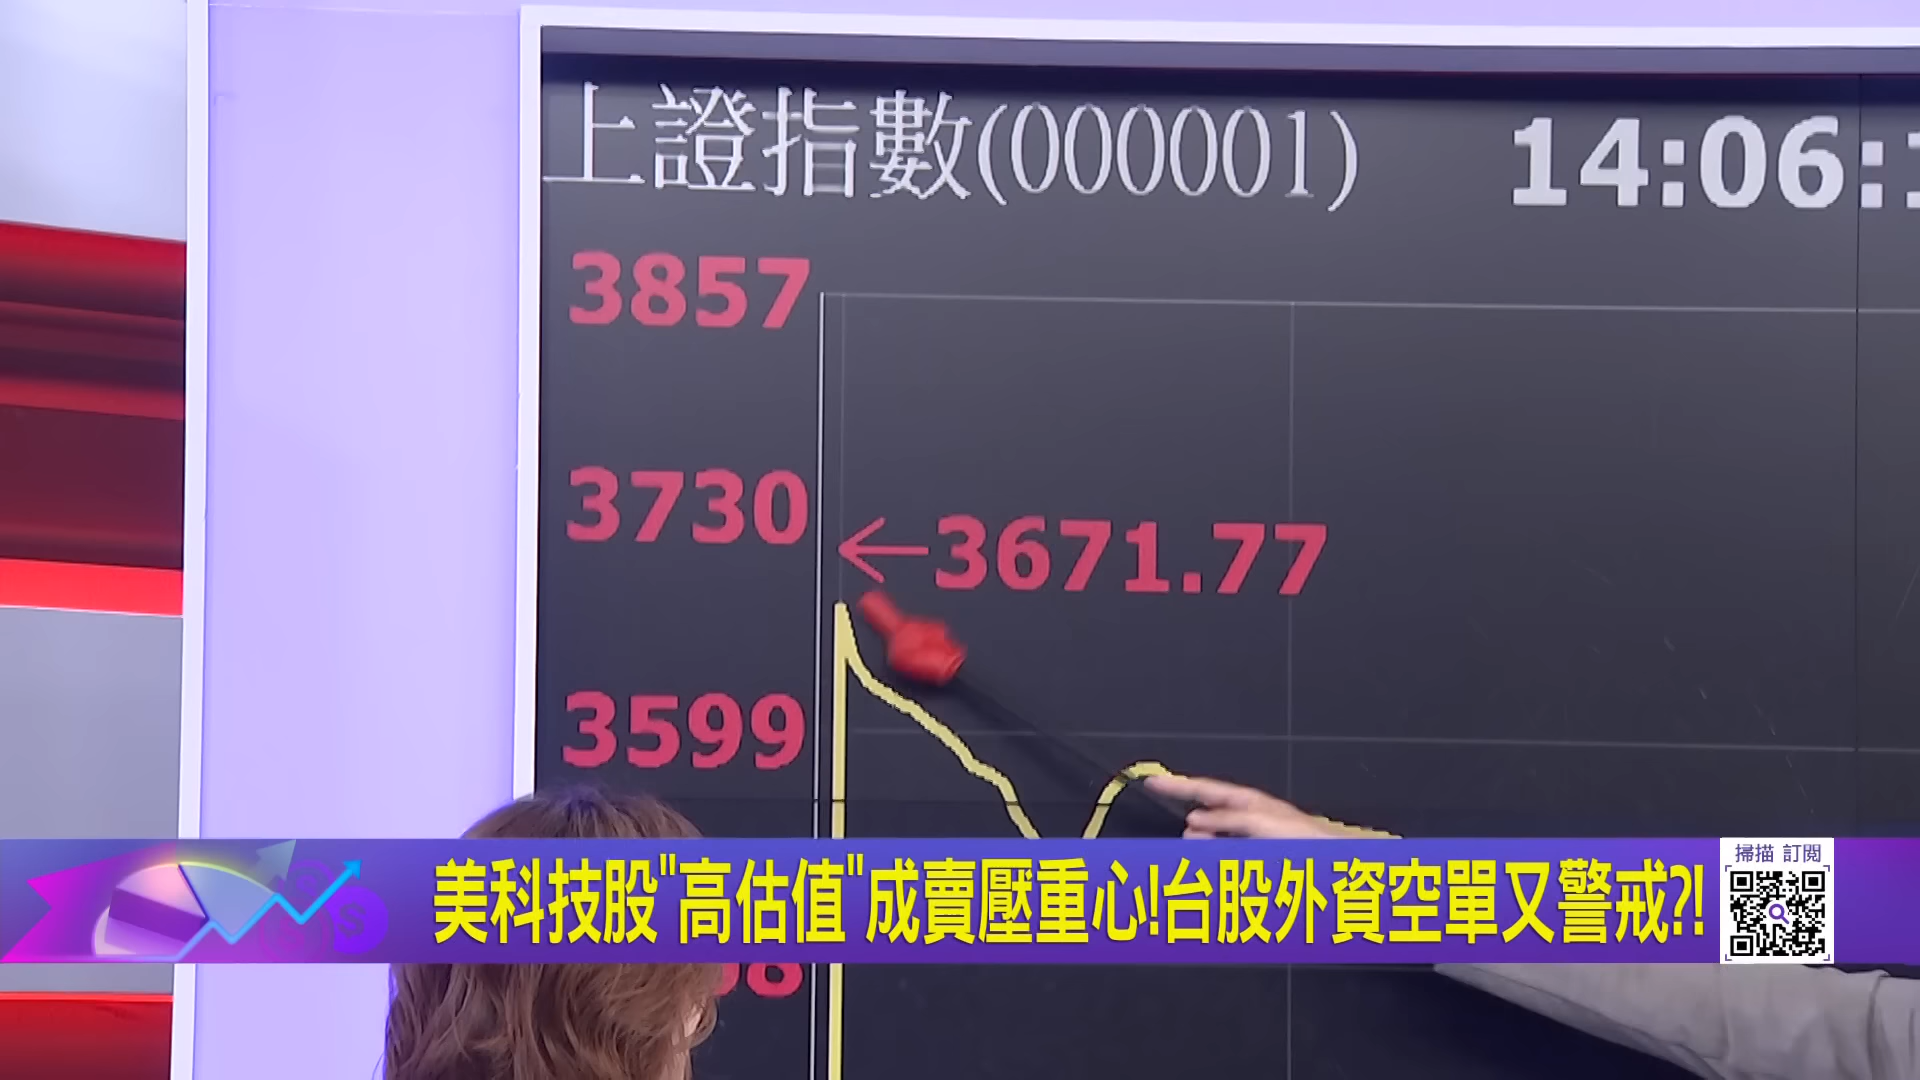 上證指數(000001)
14:06:
3857
3730
←3671.77
3599
美科技股"高估值"成賣壓重心!台股外資空單又警戒?!
掃描 訂閱